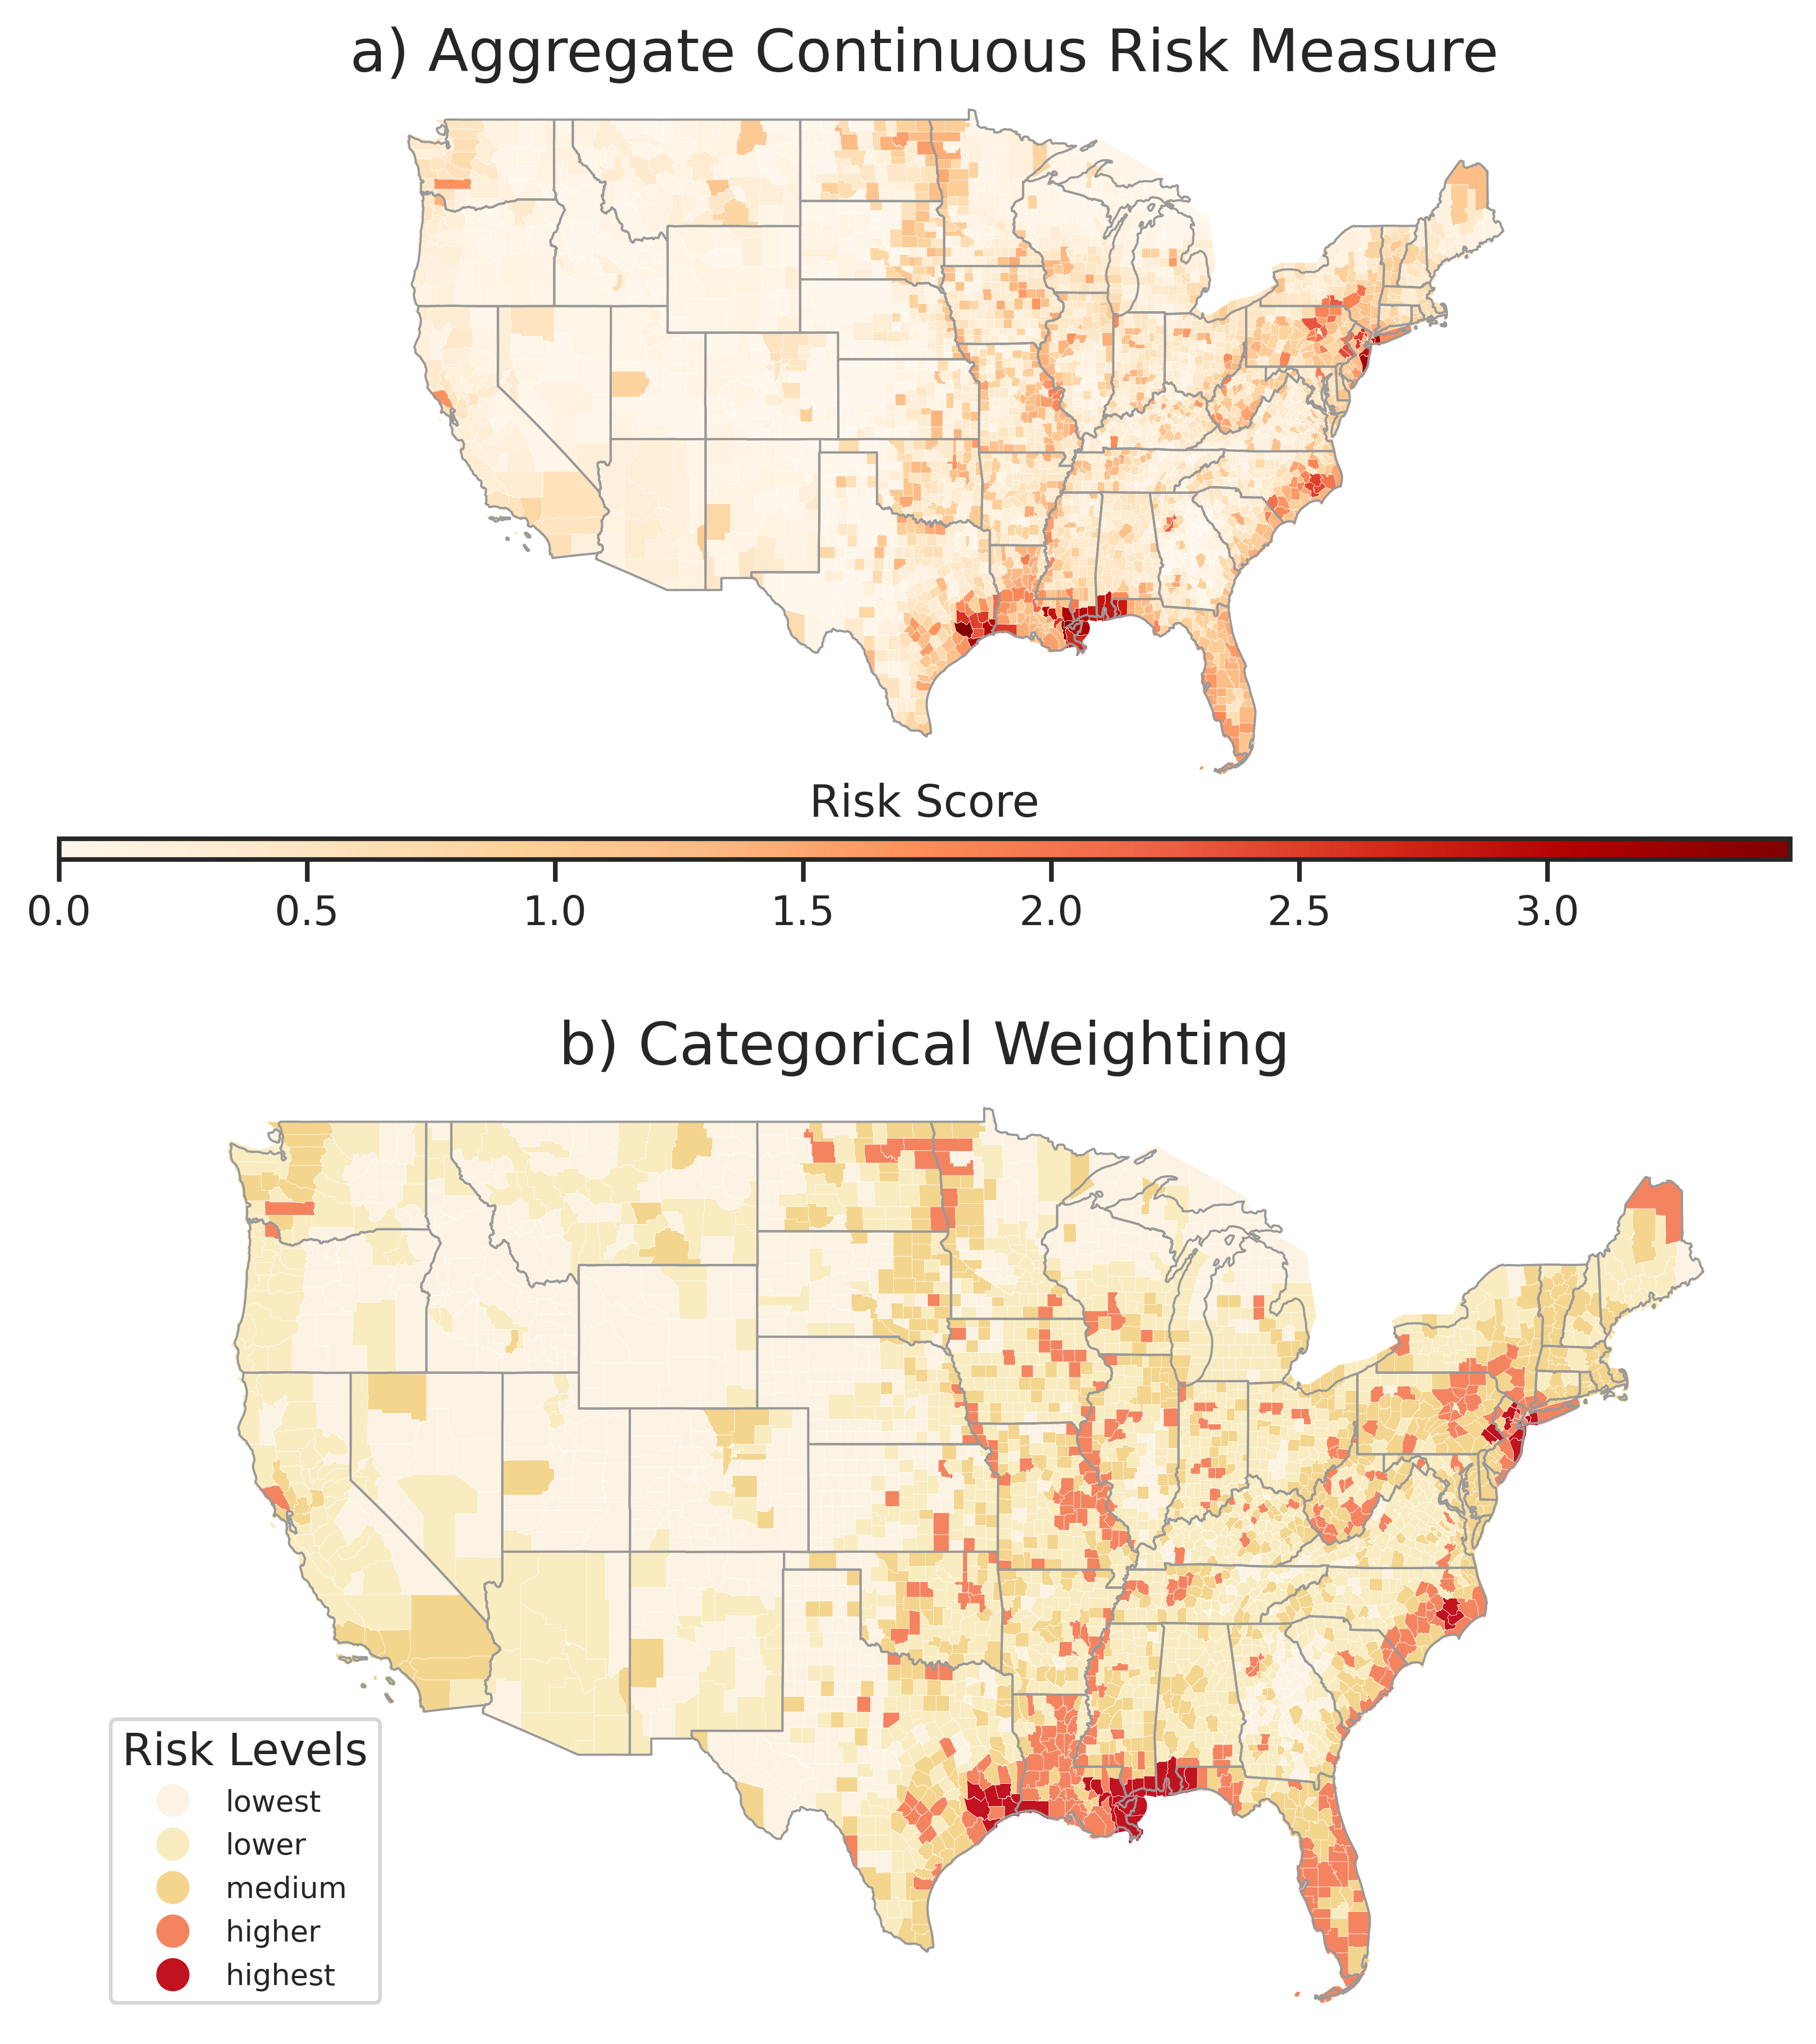 a) Aggregate Continuous Risk Measure
Risk Score
0.0 0.5 1.0 1.5 2.0 2.5 3.0
b) Categorical Weighting
Risk Levels
lowest
lower
medium
higher
highest